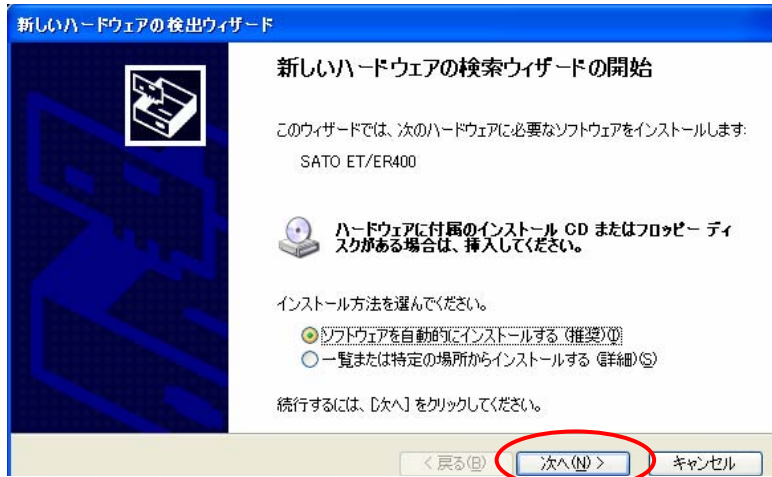 新しいハードウェアの検出ウィザード
新しいハードウェアの検索ウィザードの開始
このウィザードでは、次のハードウェアに必要なソフトウェアをインストールします:
SATO ET/ER400
ハードウェアに付属のインストール CD またはフロッピー ディ
スクがある場合は、挿入してください。
インストール方法を選んでください。
ソフトウェアを自動的にインストールする (推奨)(I)
一覧または特定の場所からインストールする (詳細)(S)
続行するには、[次へ] をクリックしてください。
< 戻る(B) 次へ(N) > キャンセル